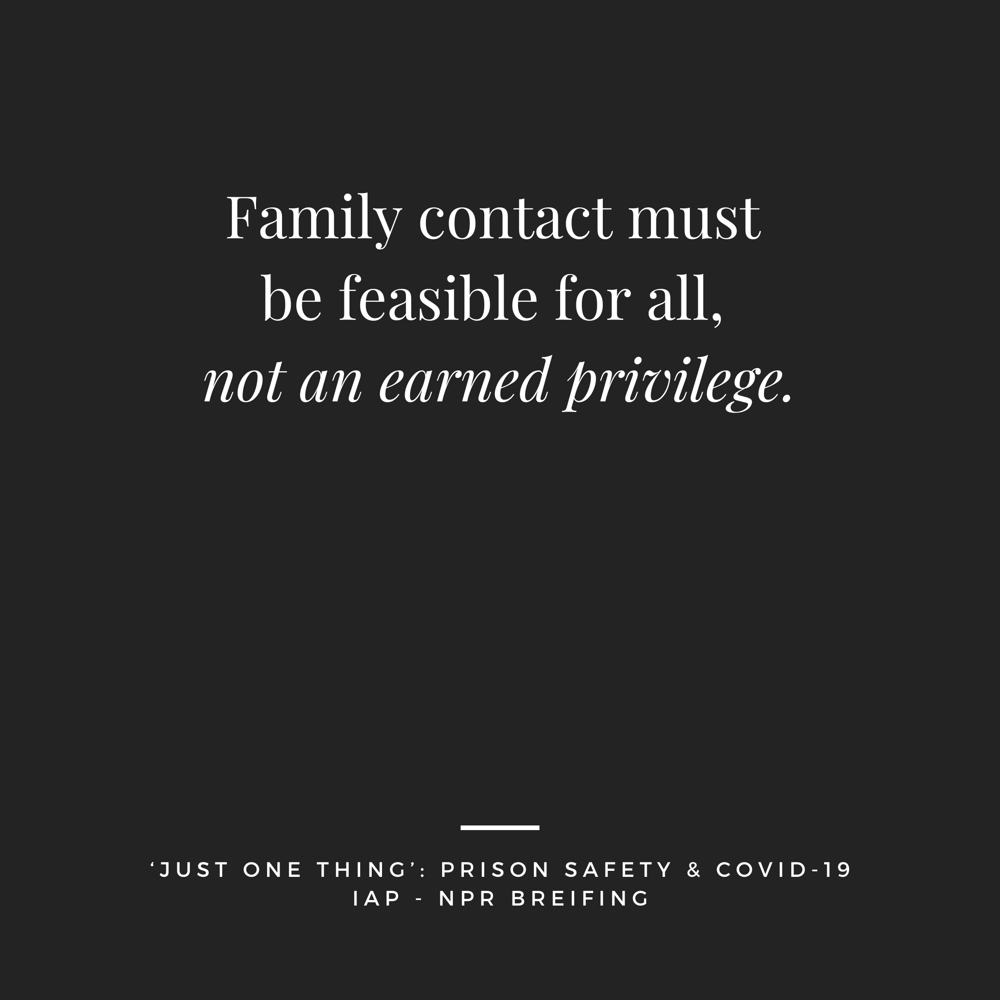 Family contact must
be feasible for all,
not an earned privilege.
‘JUST ONE THING’: PRISON SAFETY & COVID-19
IAP - NPR BREIFING